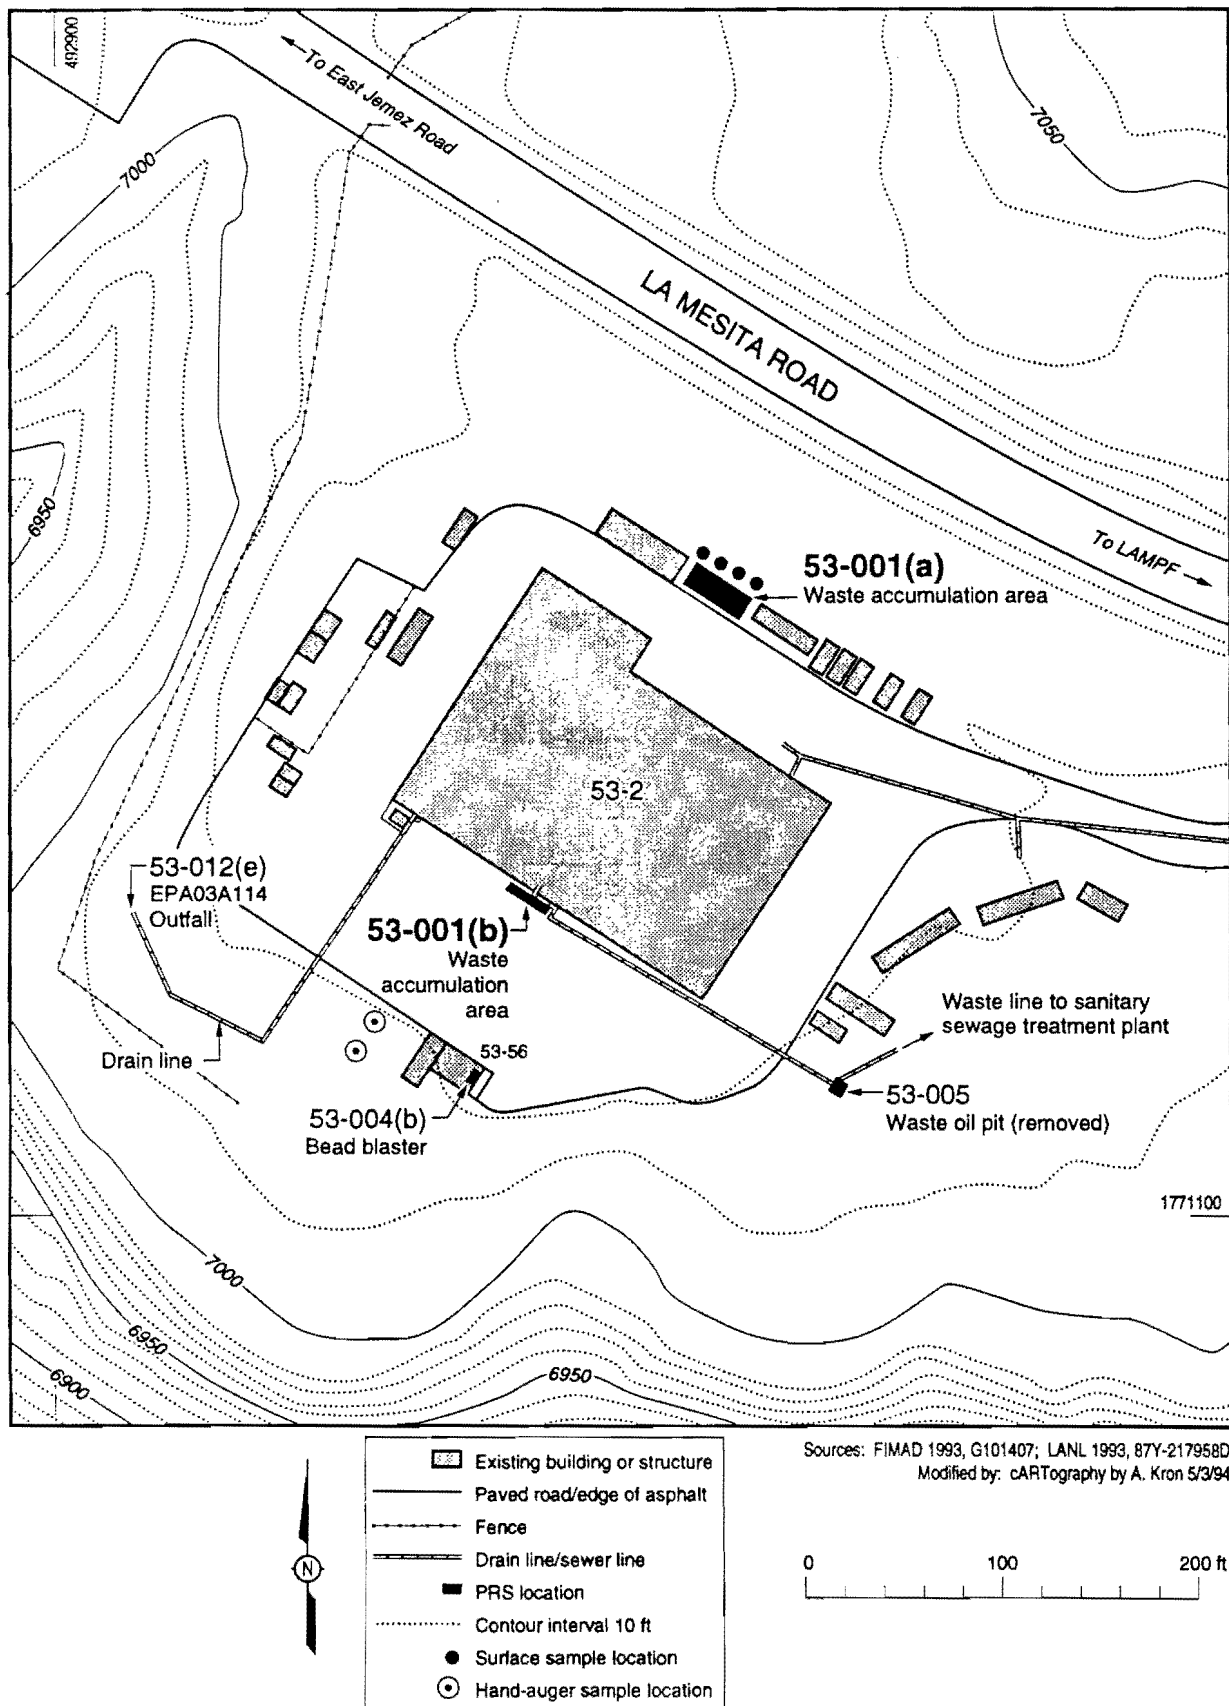 492900
To East Jemez Road
7000
7050
LA MESITA ROAD
6950
To LAMPF
53-001(a)
Waste accumulation area
53-2
53-012(e)
EPA03A114
Outfall
53-001(b)
Waste
accumulation
area
Waste line to sanitary
sewage treatment plant
Drain line
53-56
53-004(b)
Bead blaster
53-005
Waste oil pit (removed)
1771100
7000
6950
6900
6950
Existing building or structure
Paved road/edge of asphalt
Fence
Drain line/sewer line
PRS location
Contour interval 10 ft
Surface sample location
Hand-auger sample location
N
Sources: FIMAD 1993, G101407; LANL 1993, 87Y-217958D
Modified by: cARTography by A. Kron 5/3/94
0 100 200 ft